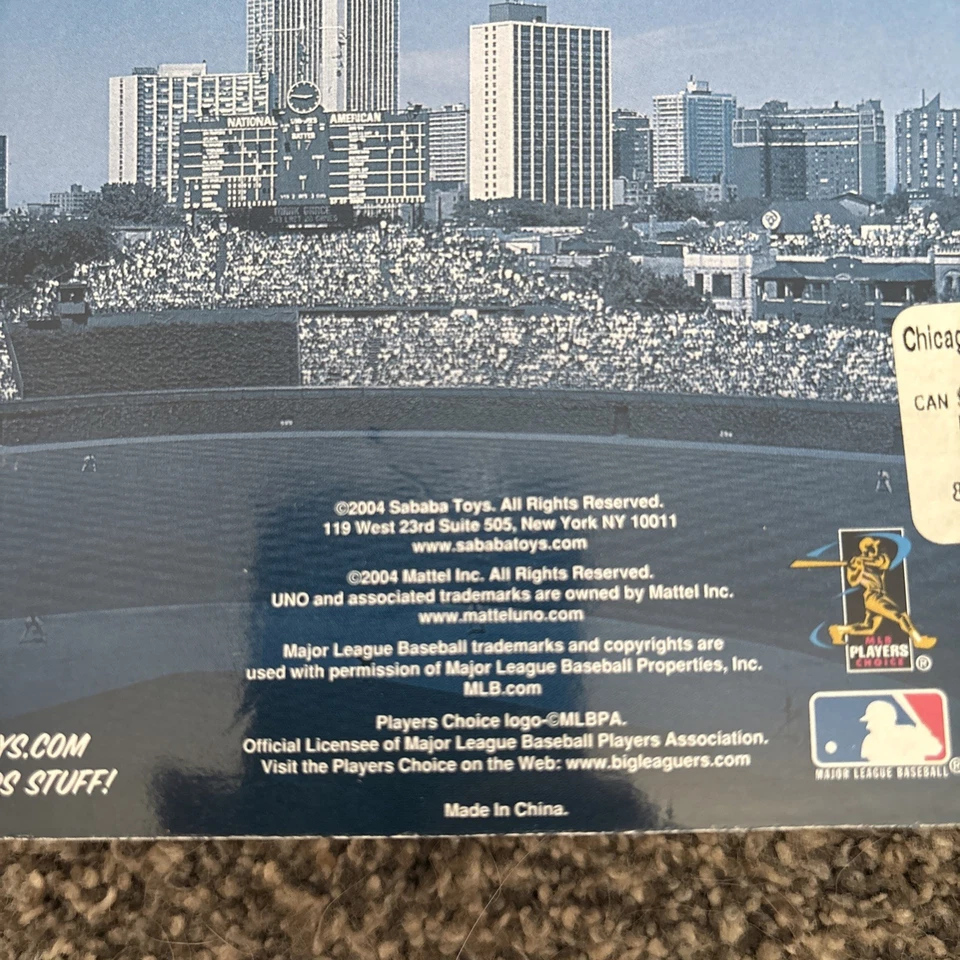 NATIONAL AMERICAN
BATTER
Chicag
CAN $
8
©2004 Sababa Toys. All Rights Reserved.
119 West 23rd Suite 505, New York NY 10011
www.sababatoys.com
©2004 Mattel Inc. All Rights Reserved.
UNO and associated trademarks are owned by Mattel Inc.
www.matteluno.com
Major League Baseball trademarks and copyrights are
used with permission of Major League Baseball Properties, Inc.
MLB.com
Players Choice logo-©MLBPA.
Official Licensee of Major League Baseball Players Association.
Visit the Players Choice on the Web: www.bigleaguers.com
Made In China.
YS.COM
S STUFF!
MLB
PLAYERS
CHOICE ®
MAJOR LEAGUE BASEBALL ®